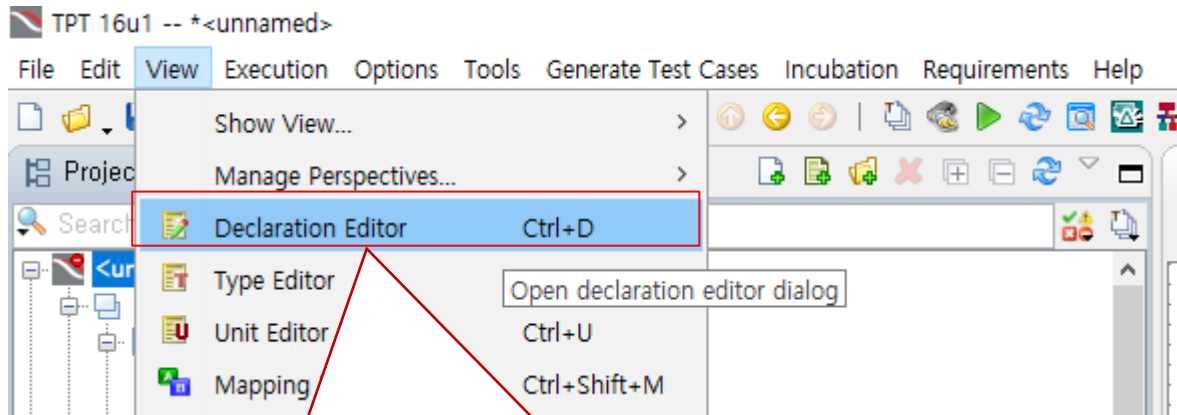 TPT 16u1 -- *<unnamed>
File Edit View Execution Options Tools Generate Test Cases Incubation Requirements Help
Show View...
Projec
Manage Perspectives...
Search
Declaration Editor Ctrl+D
<un
Type Editor
Open declaration editor dialog
Unit Editor Ctrl+U
Mapping Ctrl+Shift+M